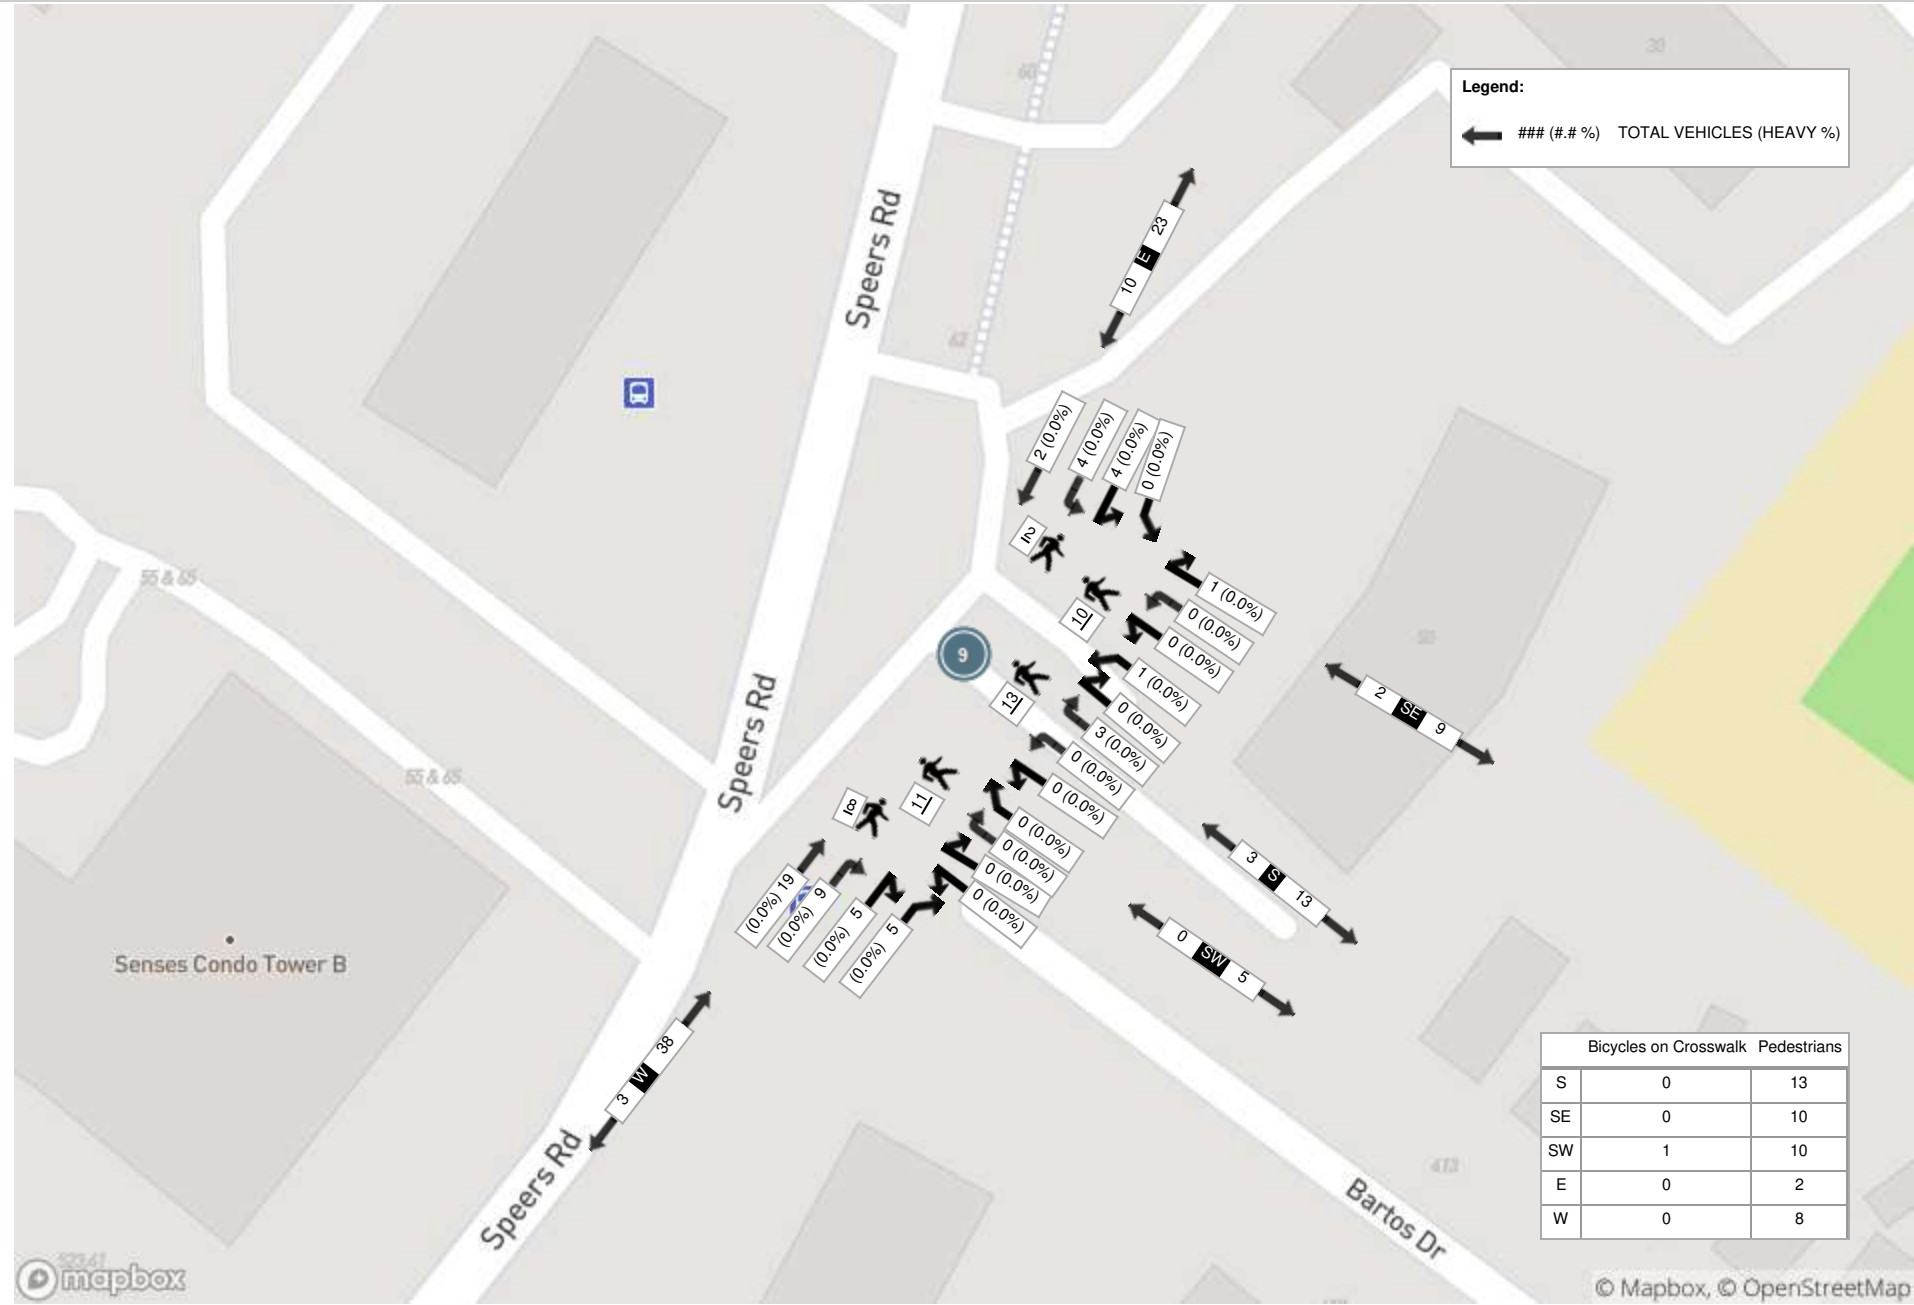 Legend:
### (#.# %) TOTAL VEHICLES (HEAVY %)
30
60
62
Speers Rd
10 E 23
2 (0.0%)
4 (0.0%)
4 (0.0%)
0 (0.0%)
2
10
13
11
8
1 (0.0%)
0 (0.0%)
0 (0.0%)
1 (0.0%)
0 (0.0%)
3 (0.0%)
0 (0.0%)
0 (0.0%)
0 (0.0%)
0 (0.0%)
0 (0.0%)
0 (0.0%)
9
50
2 SE 9
55 & 65
55 & 65
Speers Rd
3 S 13
0 SW 5
(0.0%) 19
(0.0%) 9
(0.0%) 5
(0.0%) 5
Senses Condo Tower B
3 W 38
Speers Rd
413
Bartos Dr
Bicycles on Crosswalk Pedestrians
S 0 13
SE 0 10
SW 1 10
E 0 2
W 0 8
mapbox
© Mapbox, © OpenStreetMap